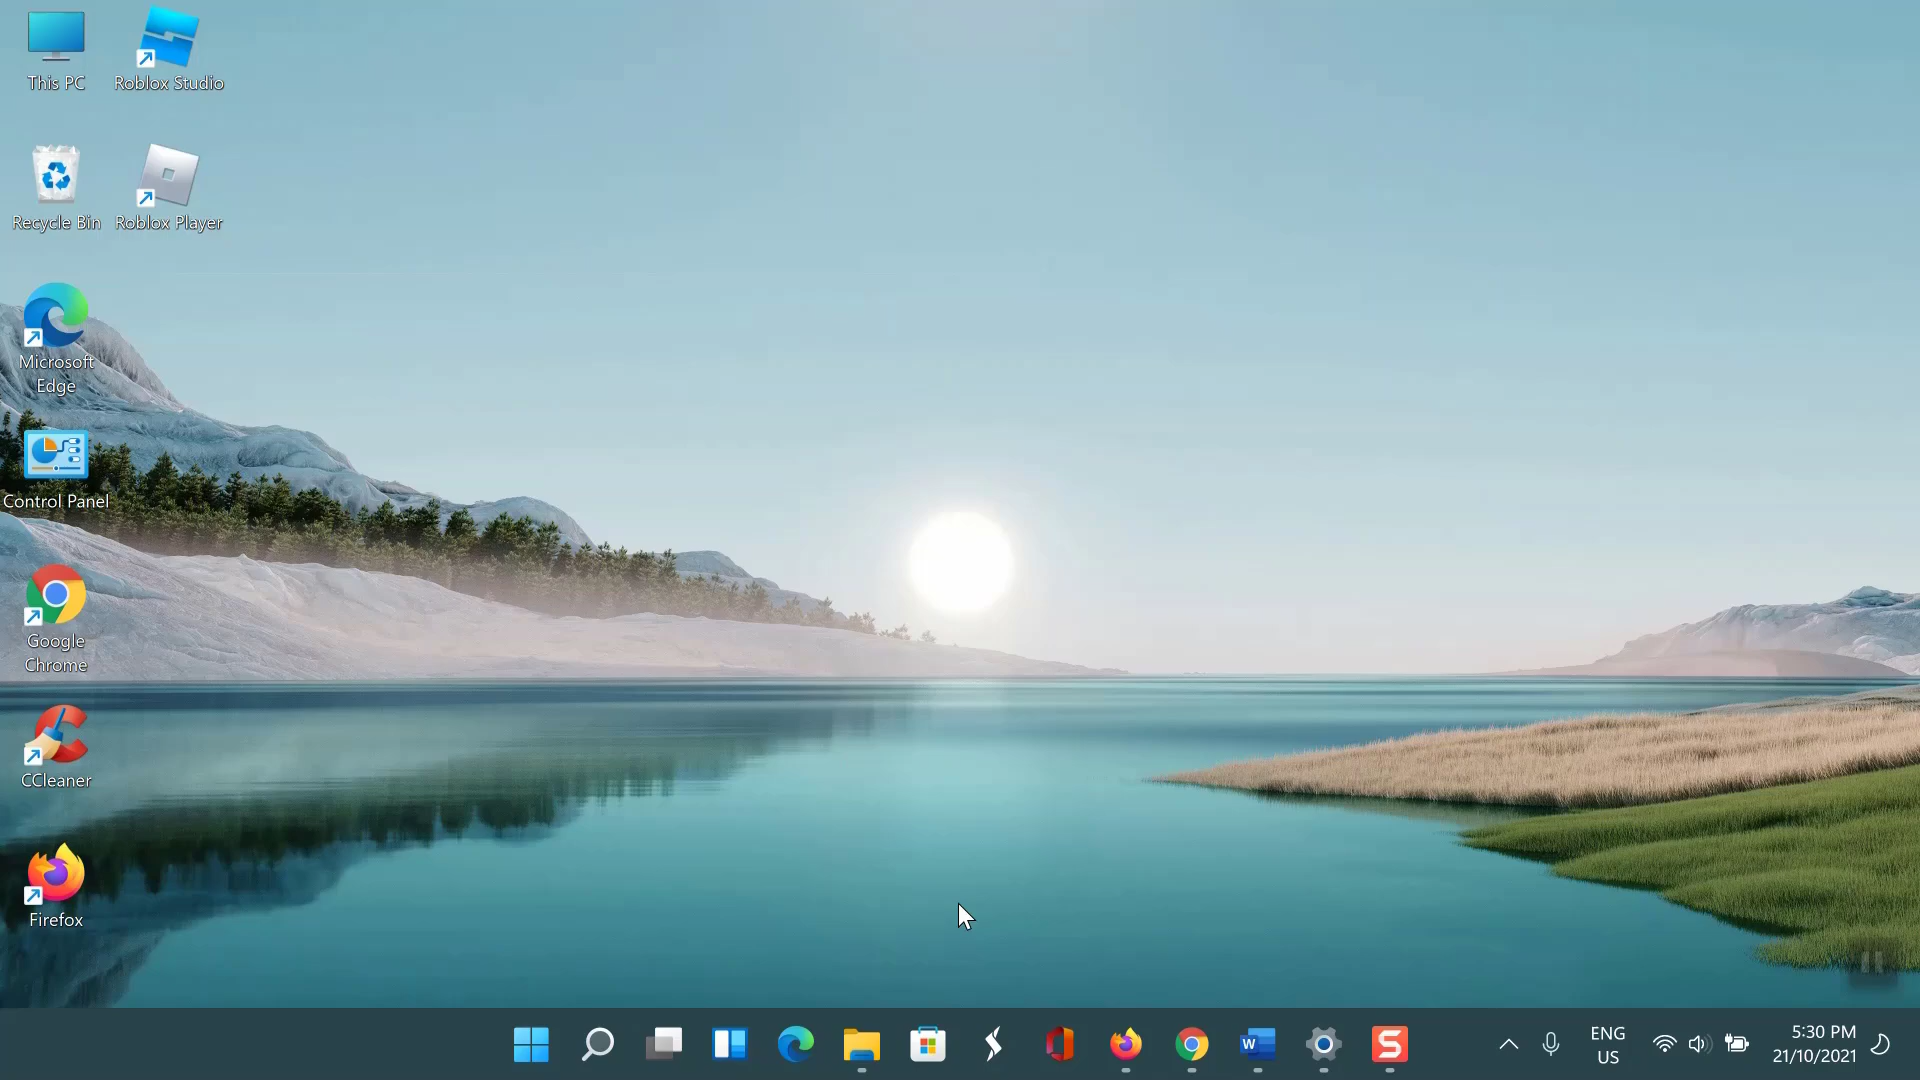 This PC
Roblox Studio
Recycle Bin
Roblox Player
Microsoft
Edge
Control Panel
Google
Chrome
CCleaner
Firefox
W
S
ENG
US
5:30 PM
21/10/2021